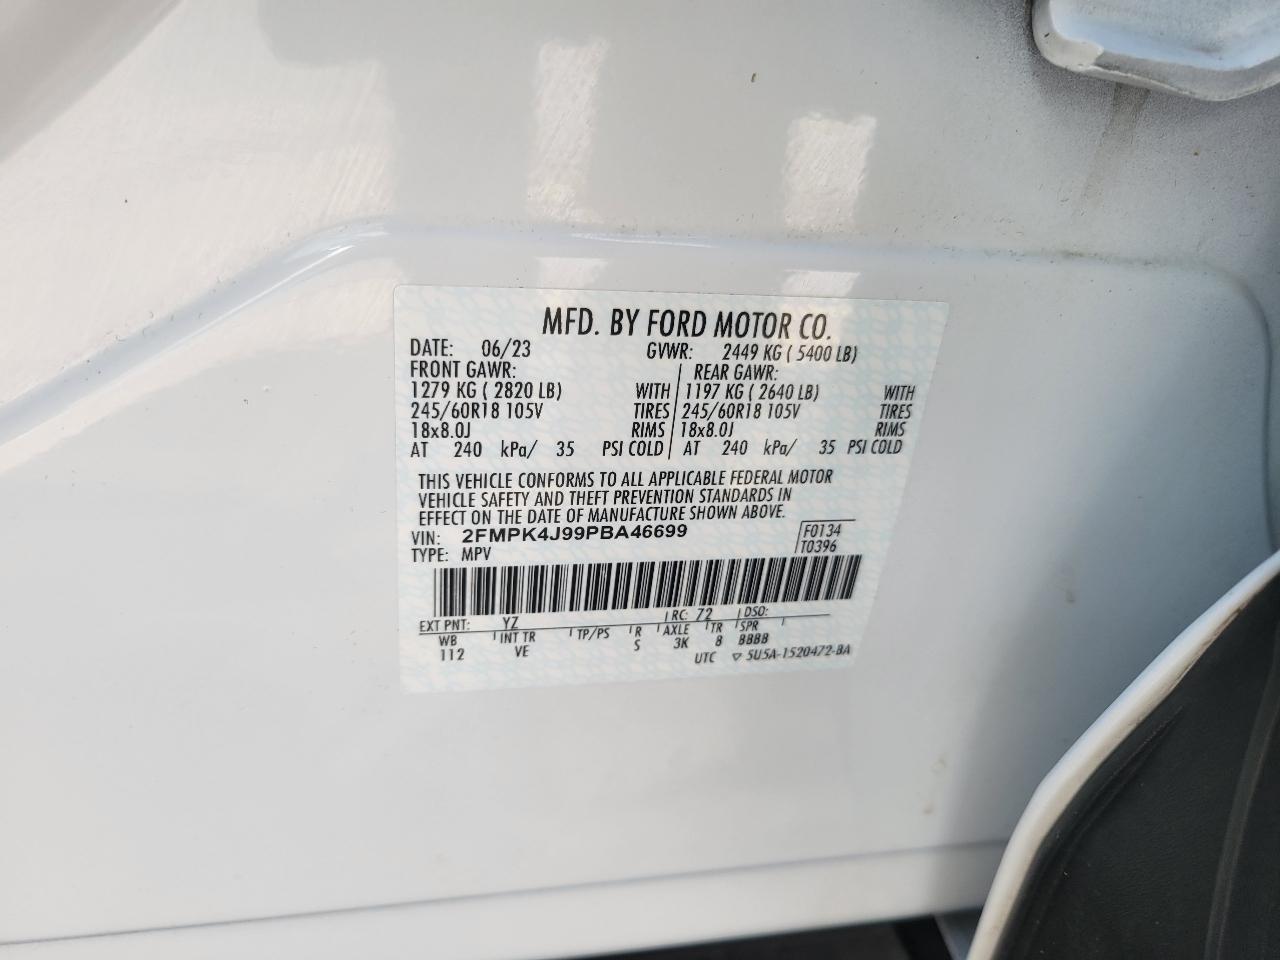 MFD. BY FORD MOTOR CO.
DATE: 06/23 GVWR: 2449 KG ( 5400 LB)
FRONT GAWR: REAR GAWR:
1279 KG ( 2820 LB) WITH 1197 KG ( 2640 LB) WITH
245/60R18 105V TIRES 245/60R18 105V TIRES
18x8.0J RIMS 18x8.0J RIMS
AT 240 kPa/ 35 PSI COLD AT 240 kPa/ 35 PSI COLD
THIS VEHICLE CONFORMS TO ALL APPLICABLE FEDERAL MOTOR
VEHICLE SAFETY AND THEFT PREVENTION STANDARDS IN
EFFECT ON THE DATE OF MANUFACTURE SHOWN ABOVE.
VIN: 2FMPK4J99PBA46699 F0134
TYPE: MPV T0396
EXT PNT: YZ RC: 72 DSO:
WB INT TR TP/PS R AXLE TR SPR
112 VE S 3K 8 BBBB
UTC ▽ 5U5A-1520472-BA